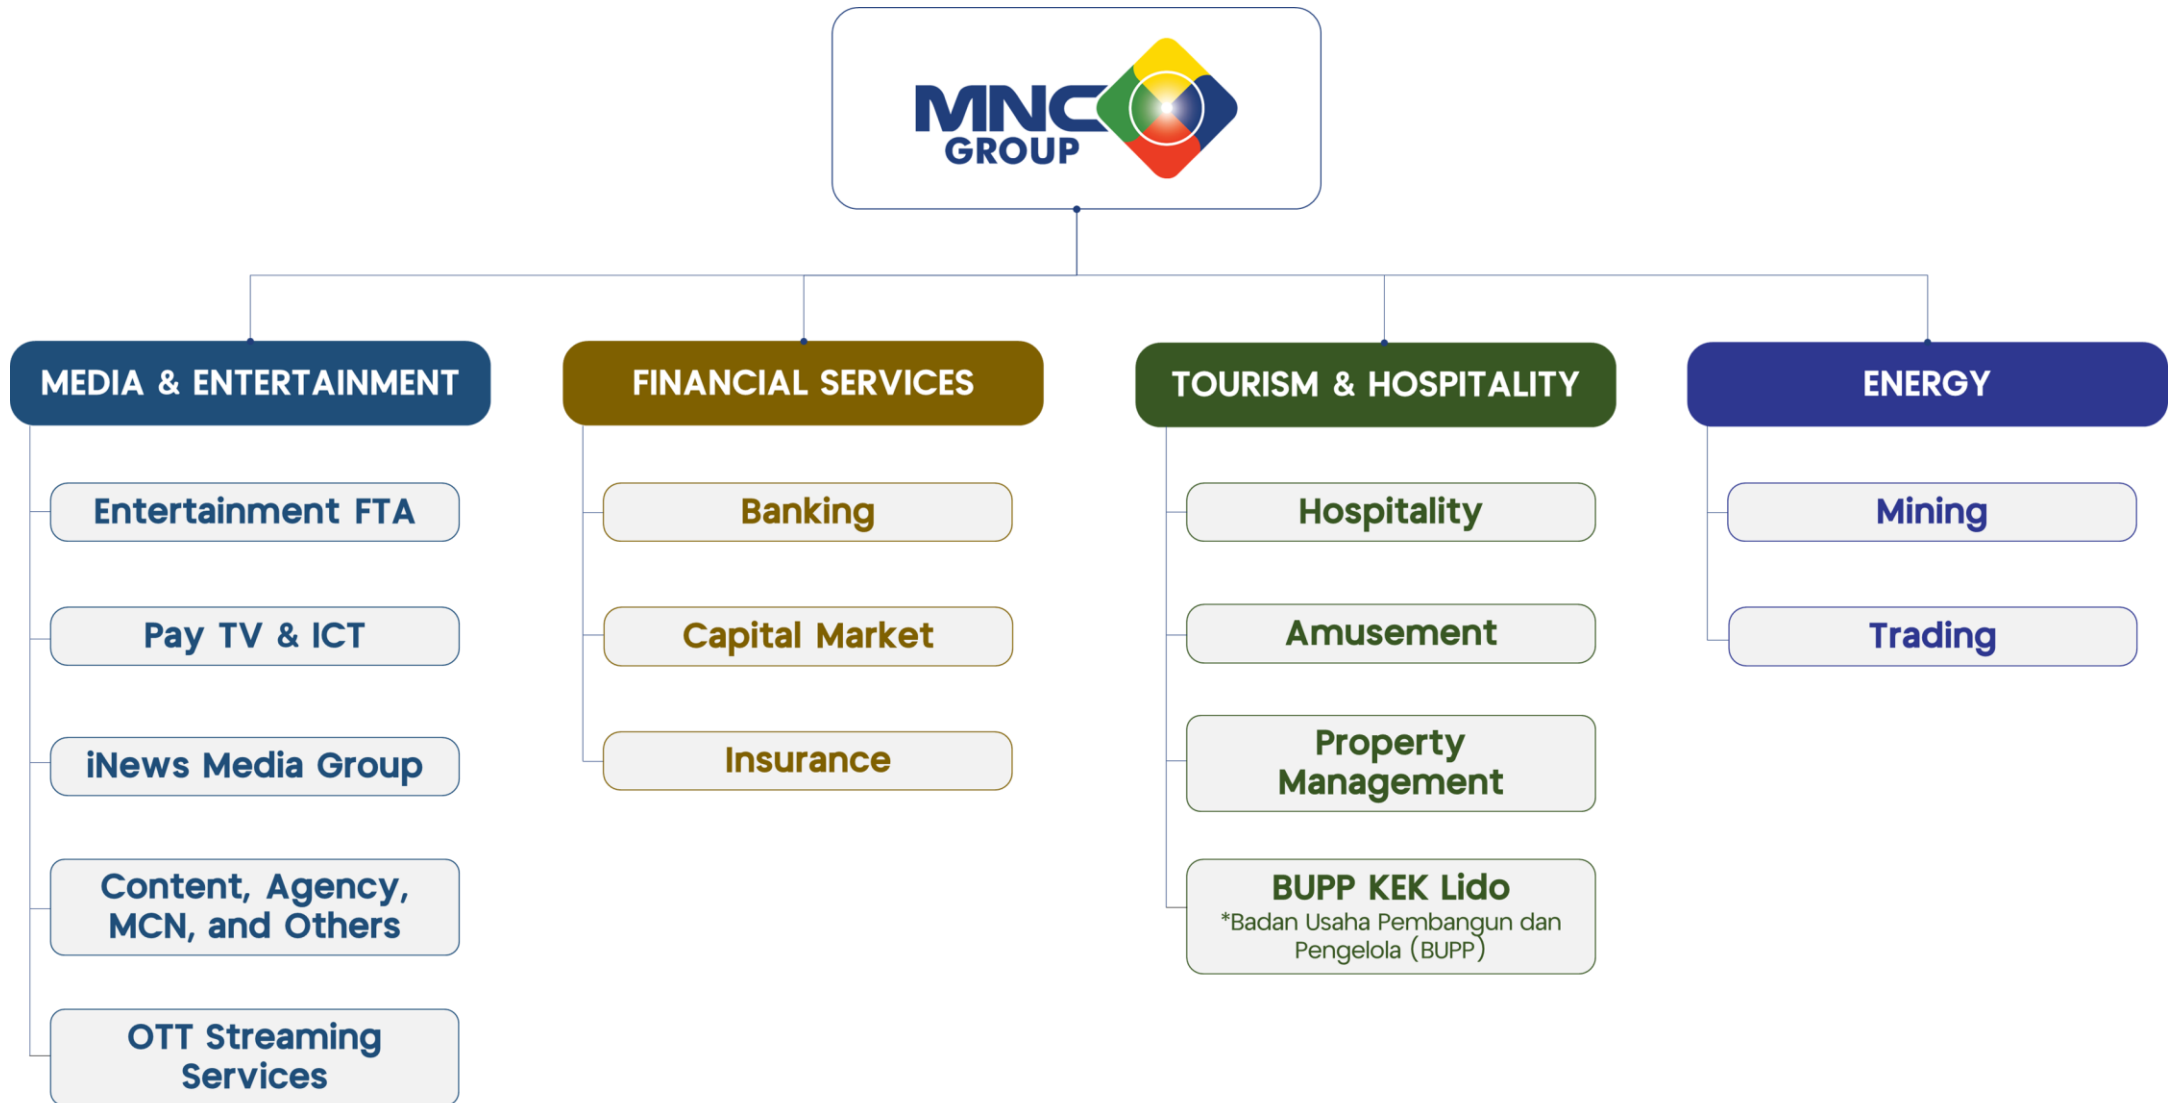 MNC
GROUP
MEDIA & ENTERTAINMENT
Entertainment FTA
Pay TV & ICT
iNews Media Group
Content, Agency,
MCN, and Others
OTT Streaming
Services
FINANCIAL SERVICES
Banking
Capital Market
Insurance
TOURISM & HOSPITALITY
Hospitality
Amusement
Property
Management
BUPP KEK Lido
*Badan Usaha Pembangun dan
Pengelola (BUPP)
ENERGY
Mining
Trading